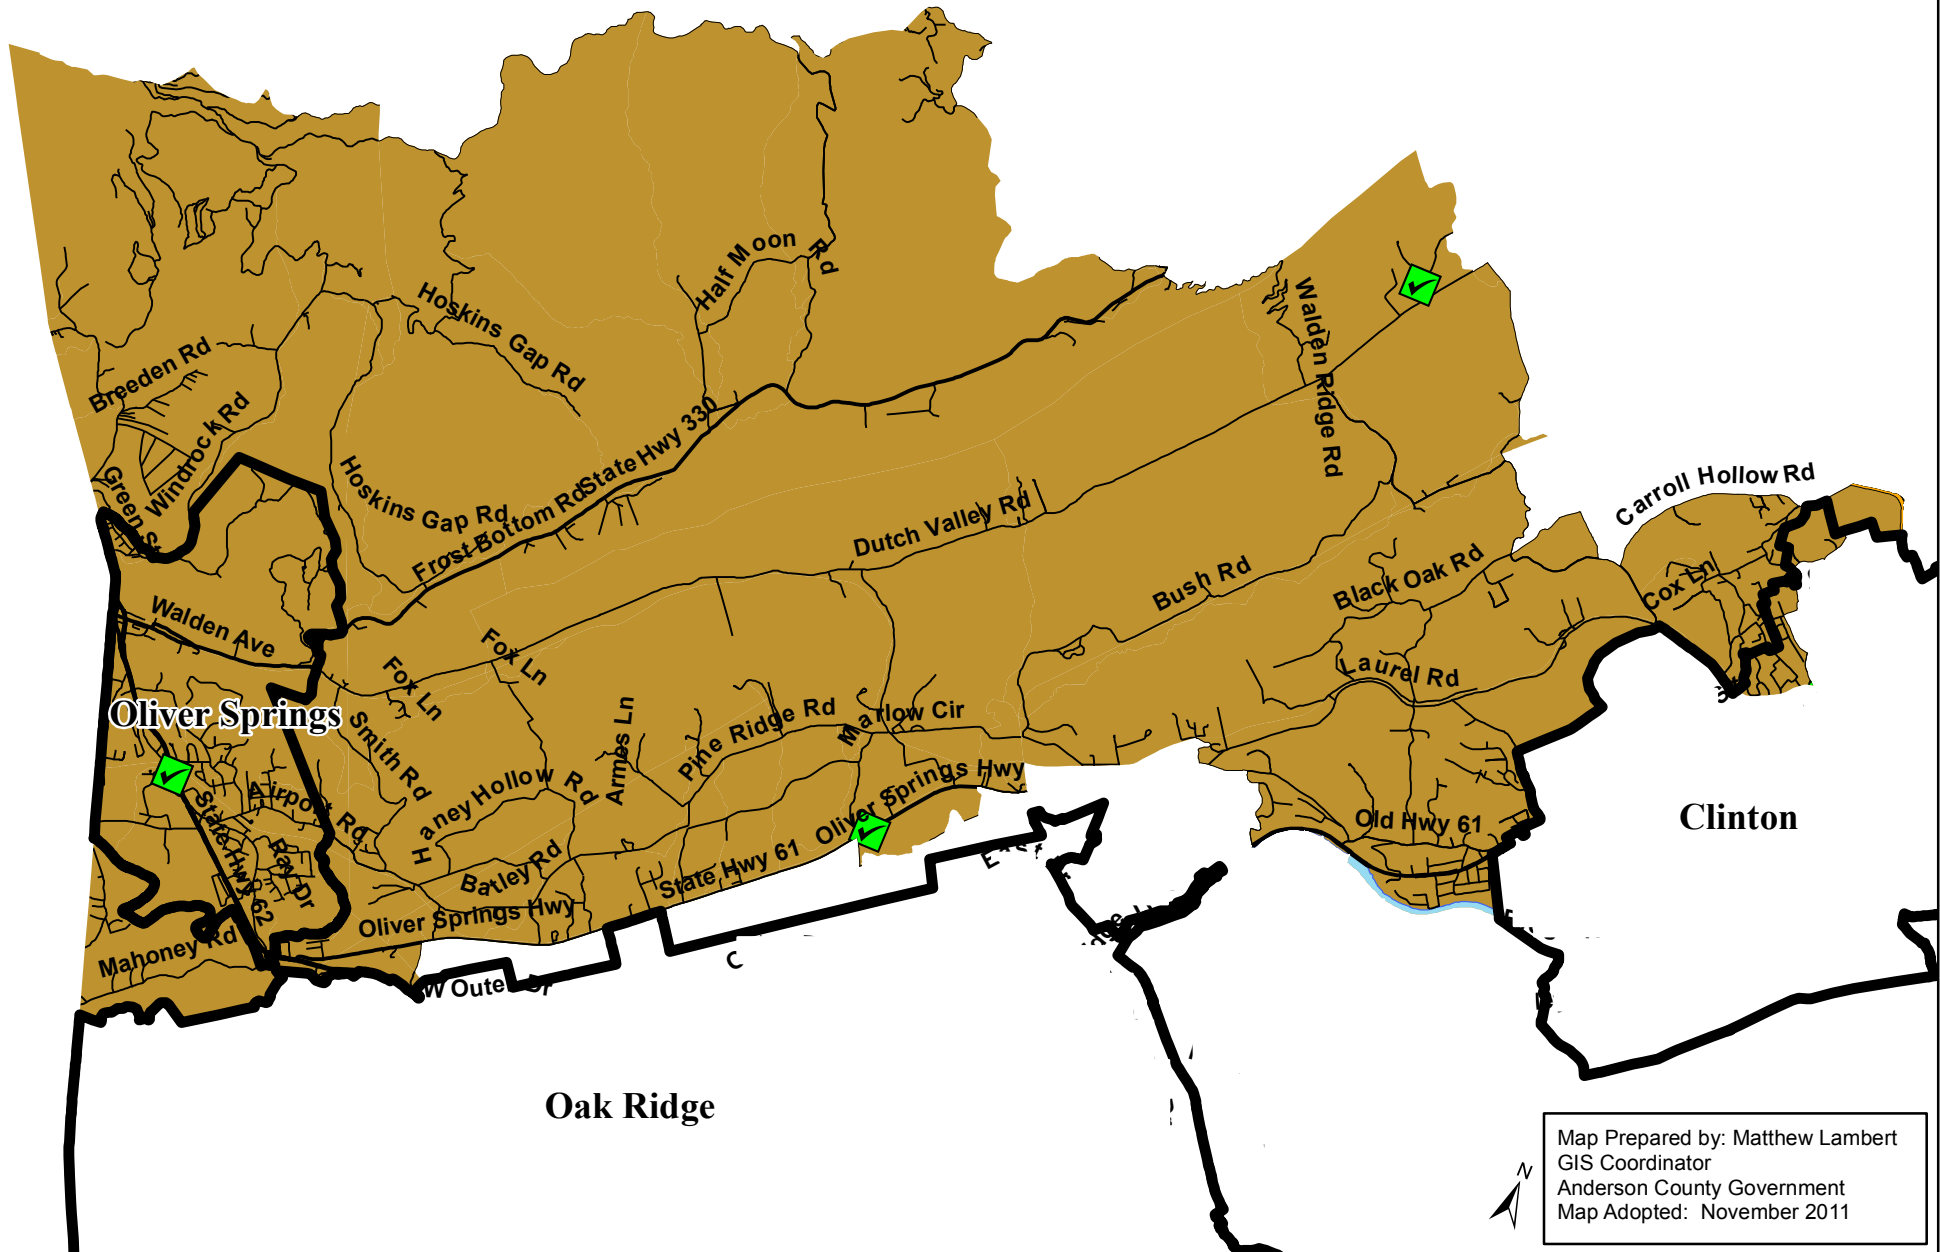 Half Moon Rd
Hoskins Gap Rd
Walden Ridge Rd
Breeden Rd
Windrock Rd
State Hwy 330
Green St
Hoskins Gap Rd
Frost Bottom Rd
Dutch Valley Rd
Carroll Hollow Rd
Bush Rd
Black Oak Rd
Cox Ln
Walden Ave
Fox Ln
Fox Ln
Laurel Rd
Oliver Springs
Smith Rd
Armes Ln
Pine Ridge Rd
Marlow Cir
Haney Hollow Rd
Oliver Springs Hwy
Airport Rd
State Hwy 62
Ray Dr
Old Hwy 61
Clinton
Batley Rd
State Hwy 61
Oliver Springs Hwy
Mahoney Rd
W Outer Dr
C
Oak Ridge
N
Map Prepared by: Matthew Lambert
GIS Coordinator
Anderson County Government
Map Adopted: November 2011